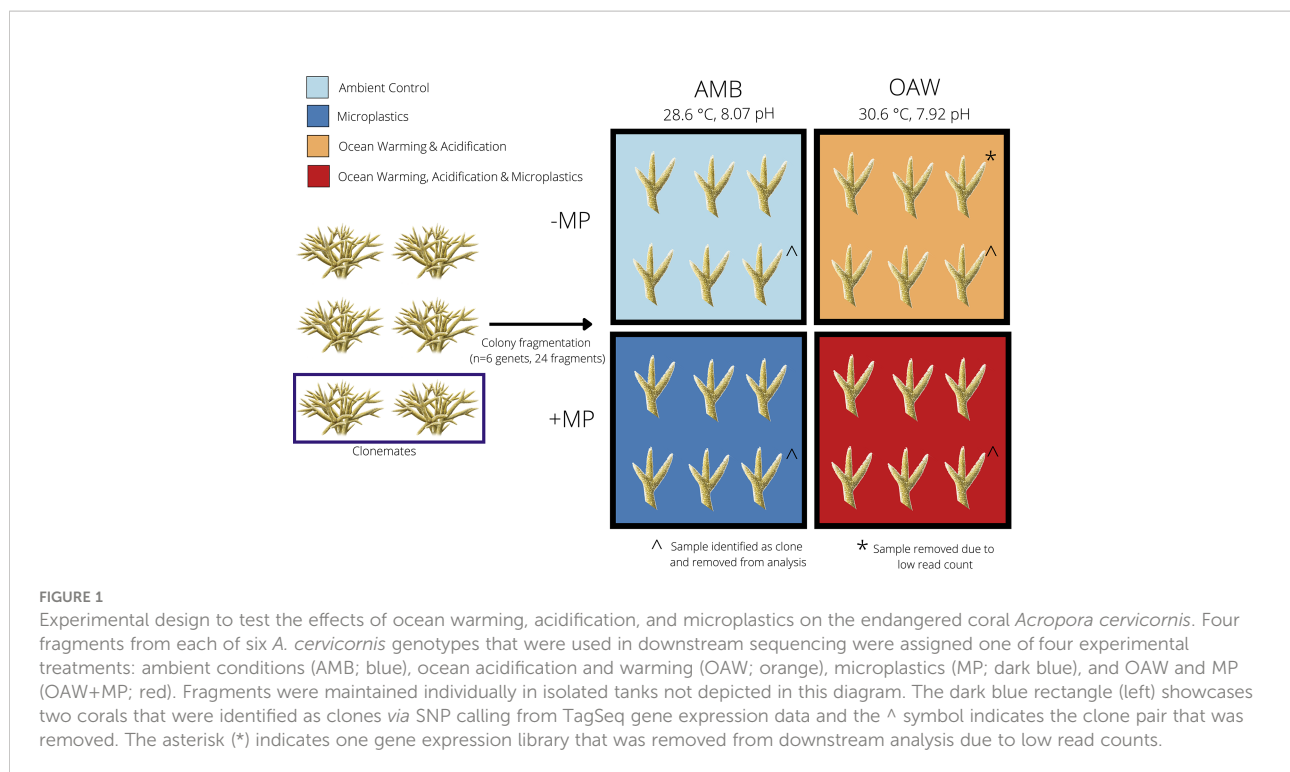 Ambient Control
Microplastics
Ocean Warming & Acidification
Ocean Warming, Acidification & Microplastics
AMB
28.6 °C, 8.07 pH
OAW
30.6 °C, 7.92 pH
-MP
*
^
^
Colony fragmentation
(n=6 genets, 24 fragments)
+MP
^
^
Clonemates
^ Sample identified as clone
and removed from analysis
* Sample removed due to
low read count
FIGURE 1
Experimental design to test the effects of ocean warming, acidification, and microplastics on the endangered coral Acropora cervicornis. Four
fragments from each of six A. cervicornis genotypes that were used in downstream sequencing were assigned one of four experimental
treatments: ambient conditions (AMB; blue), ocean acidification and warming (OAW; orange), microplastics (MP; dark blue), and OAW and MP
(OAW+MP; red). Fragments were maintained individually in isolated tanks not depicted in this diagram. The dark blue rectangle (left) showcases
two corals that were identified as clones via SNP calling from TagSeq gene expression data and the ^ symbol indicates the clone pair that was
removed. The asterisk (*) indicates one gene expression library that was removed from downstream analysis due to low read counts.